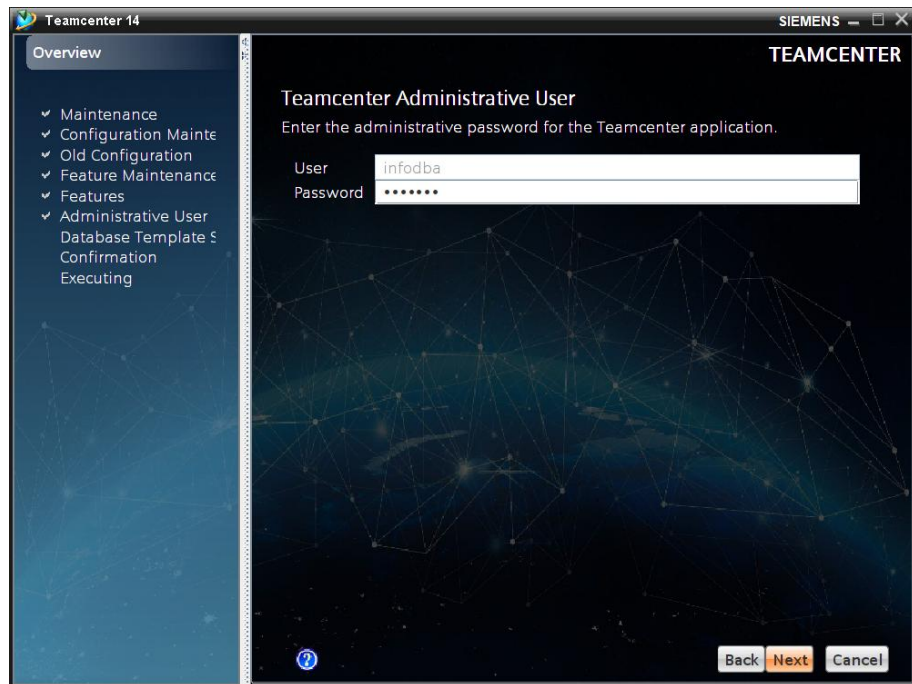 Teamcenter 14
SIEMENS
Overview
TEAMCENTER
Maintenance
Configuration Mainte
Old Configuration
Feature Maintenance
Features
Administrative User
Database Template S
Confirmation
Executing
Teamcenter Administrative User
Enter the administrative password for the Teamcenter application.
User infodba
Password •••••••
Back Next Cancel